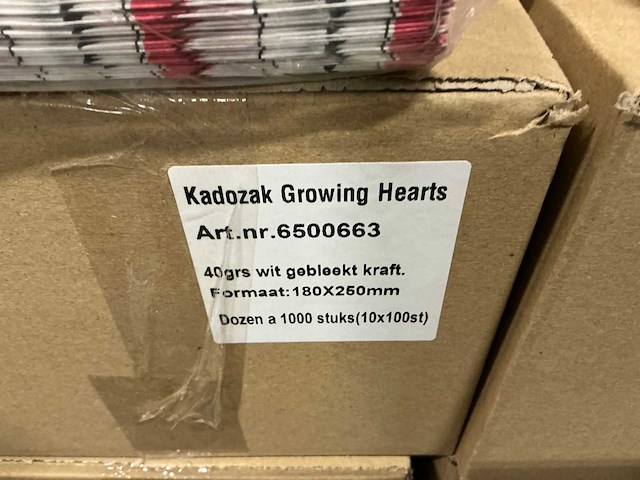 Kadozak Growing Hearts
Art.nr.6500663
40grs wit gebleekt kraft.
Formaat:180X250mm
Dozen a 1000 stuks(10x100st)